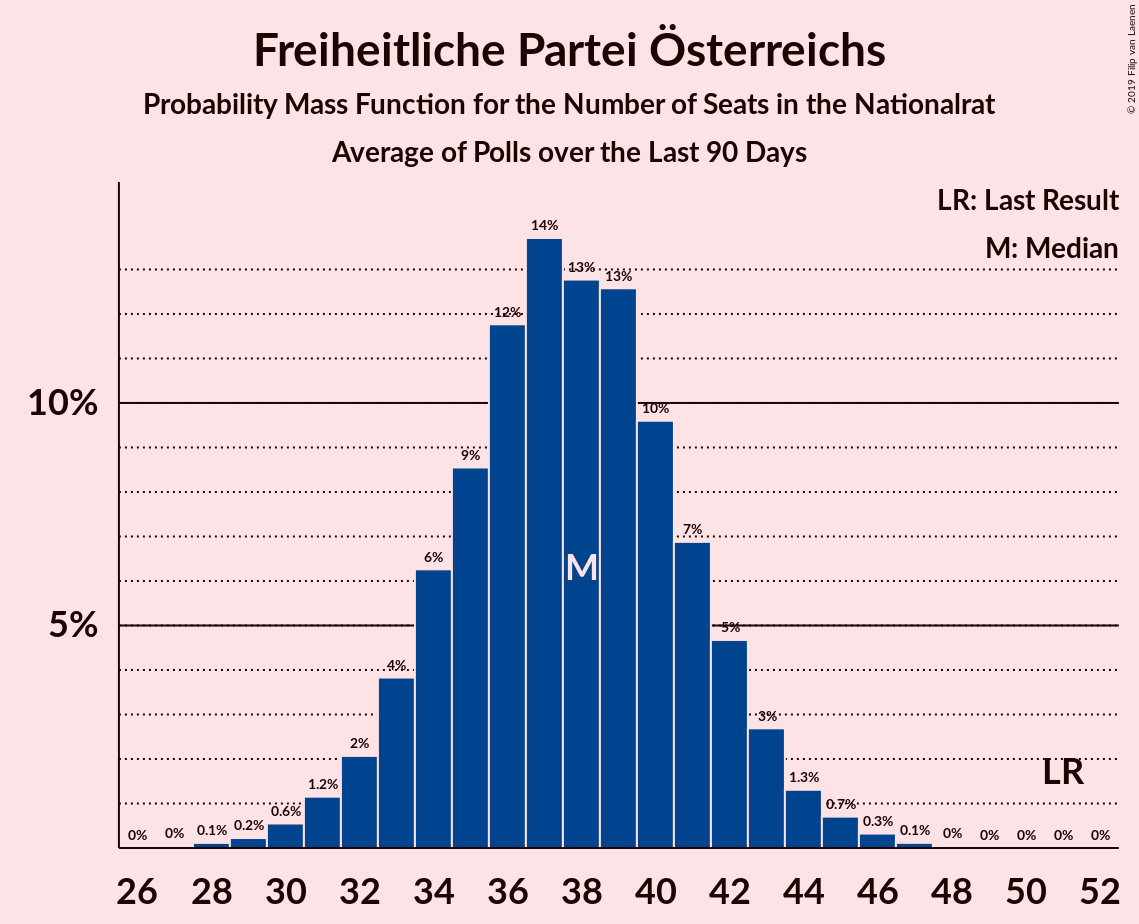 Freiheitliche Partei Österreichs
Probability Mass Function for the Number of Seats in the Nationalrat
Average of Polls over the Last 90 Days
© 2019 Filip van Laenen
LR: Last Result
M: Median
10%
5%
0% 0% 0.1% 0.2% 0.6% 1.2% 2% 4% 6% 9% 12% 14% 13% 13% 10% 7% 5% 3% 1.3% 0.7% 0.3% 0.1% 0% 0% 0% 0% 0%
M
LR
26 28 30 32 34 36 38 40 42 44 46 48 50 52